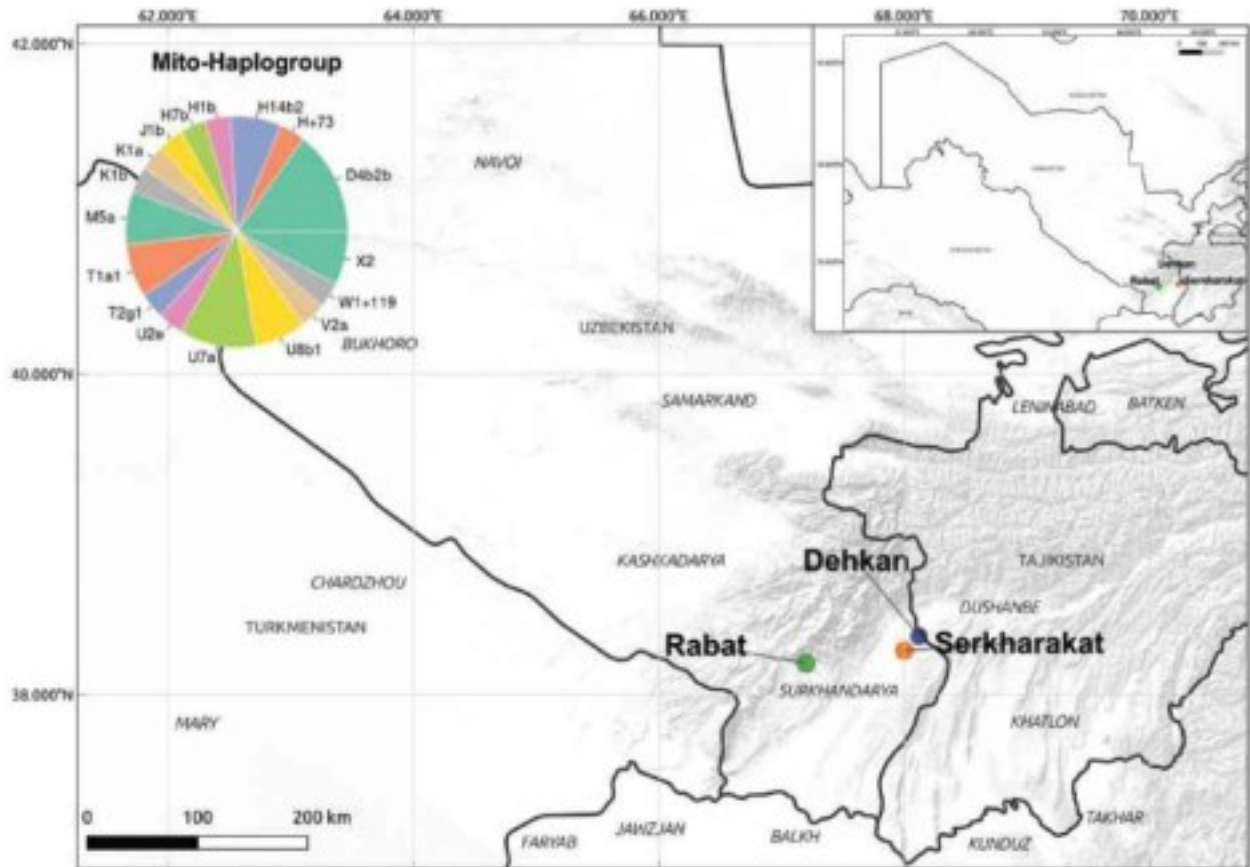 62.000°E 64.000°E 66.000°E 68.000°E 70.000°E
42.000°N
Mito-Haplogroup
H7b H1b H14b2
J1b H+73
K1a D4b2b
K1b
M5a
X2
T1a1
W1+119
T2g1 V2a
U2e U8b1
U7a
NAVOI
BUKHORO
UZBEKISTAN
Rabat
40.000°N
SAMARKAND
LENINABAD BATKEN
Dehkan
KASHKADARYA
TAJIKISTAN
CHARDZHOU
DUSHANBE
TURKMENISTAN
Rabat Serkharakat
38.000°N
SURKHANDARYA
MARY
KHATLON
0 100 200 km
FARYAB JAWZJAN BALKH KUNDUZ TAKHAR